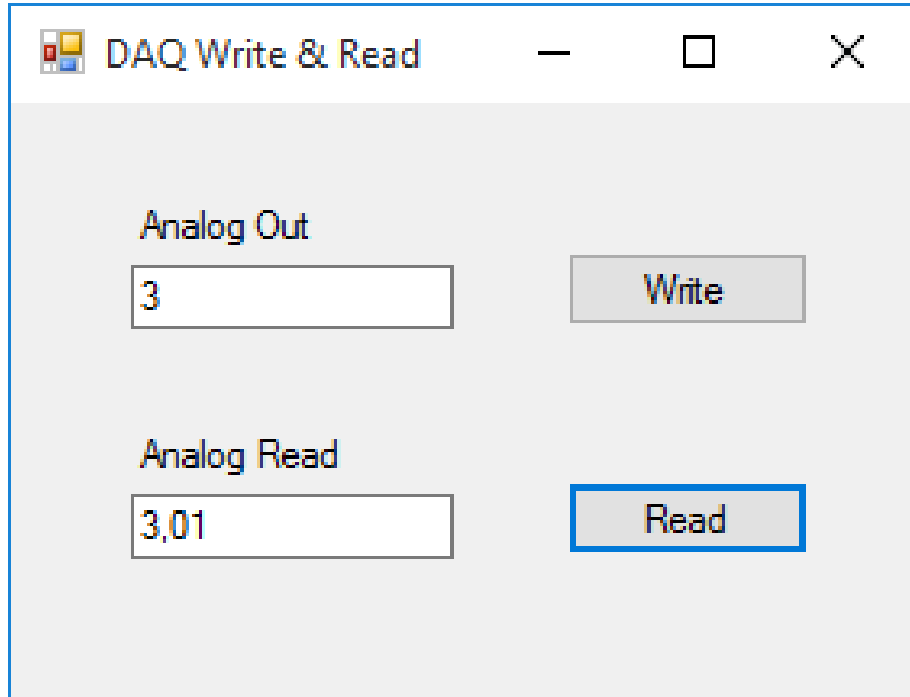 DAQ Write & Read
Analog Out
3
Write
Analog Read
3,01
Read